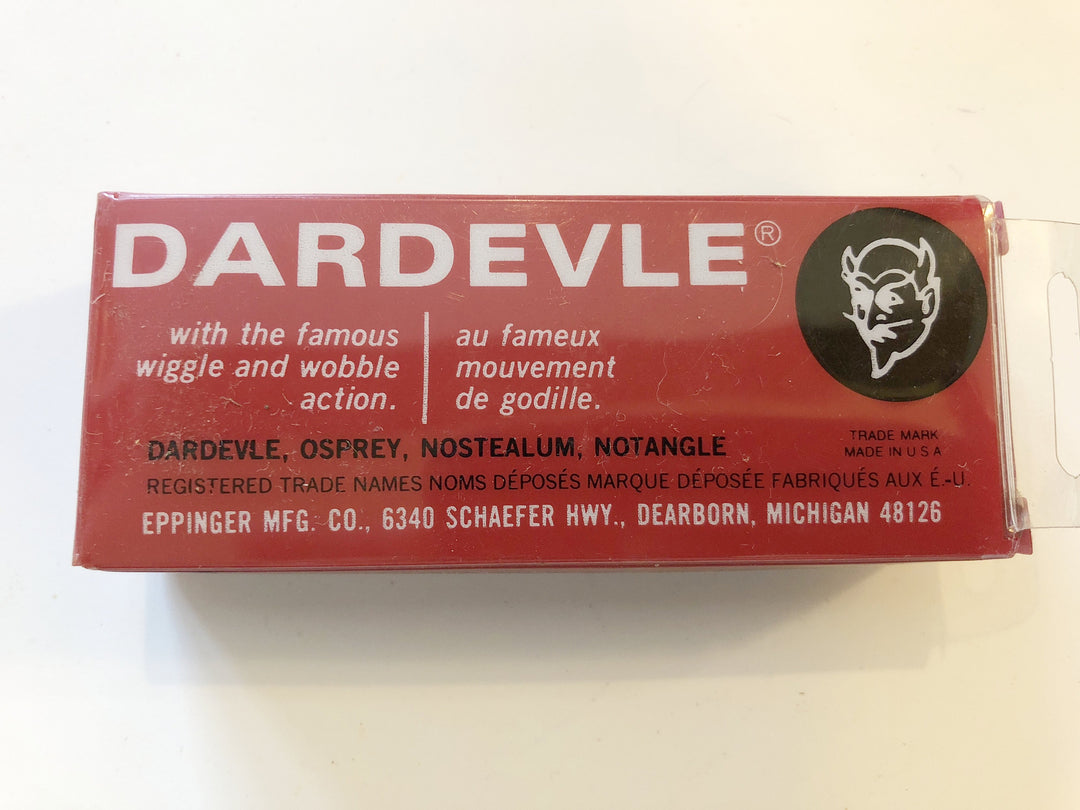 DARDEVLE®
with the famous
wiggle and wobble
action.
au fameux
mouvement
de godille.
DARDEVLE, OSPREY, NOSTEALUM, NOTANGLE
TRADE MARK
MADE IN U S A
REGISTERED TRADE NAMES NOMS DÉPOSÉS MARQUE DÉPOSÉE FABRIQUÉS AUX É.-U.
EPPINGER MFG. CO., 6340 SCHAEFER HWY., DEARBORN, MICHIGAN 48126